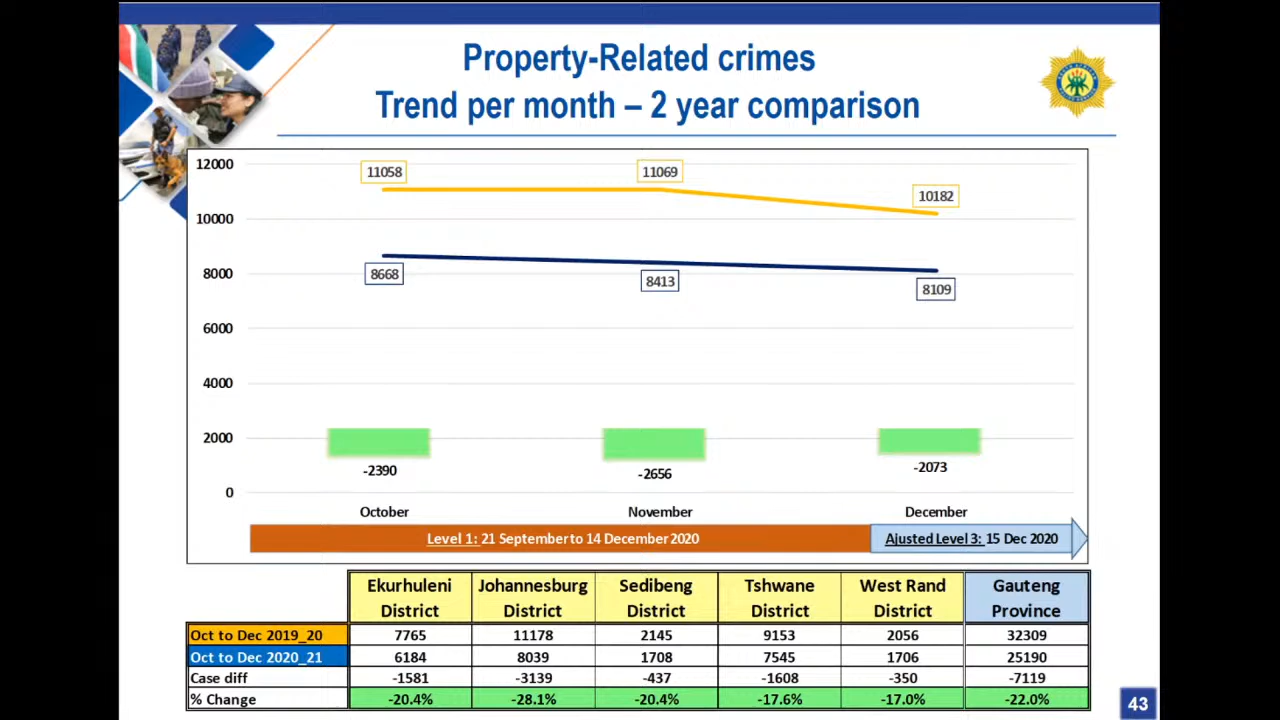 Property-Related crimes
Trend per month – 2 year comparison
12000
10000
8000
6000
4000
2000
0
11058
11069
10182
8668
8413
8109
-2390
-2656
-2073
October
November
December
Level 1: 21 September to 14 December 2020
Ajusted Level 3: 15 Dec 2020
Ekurhuleni District Johannesburg District Sedibeng District Tshwane District West Rand District Gauteng Province
Oct to Dec 2019_20 7765 11178 2145 9153 2056 32309
Oct to Dec 2020_21 6184 8039 1708 7545 1706 25190
Case diff -1581 -3139 -437 -1608 -350 -7119
% Change -20.4% -28.1% -20.4% -17.6% -17.0% -22.0%
43